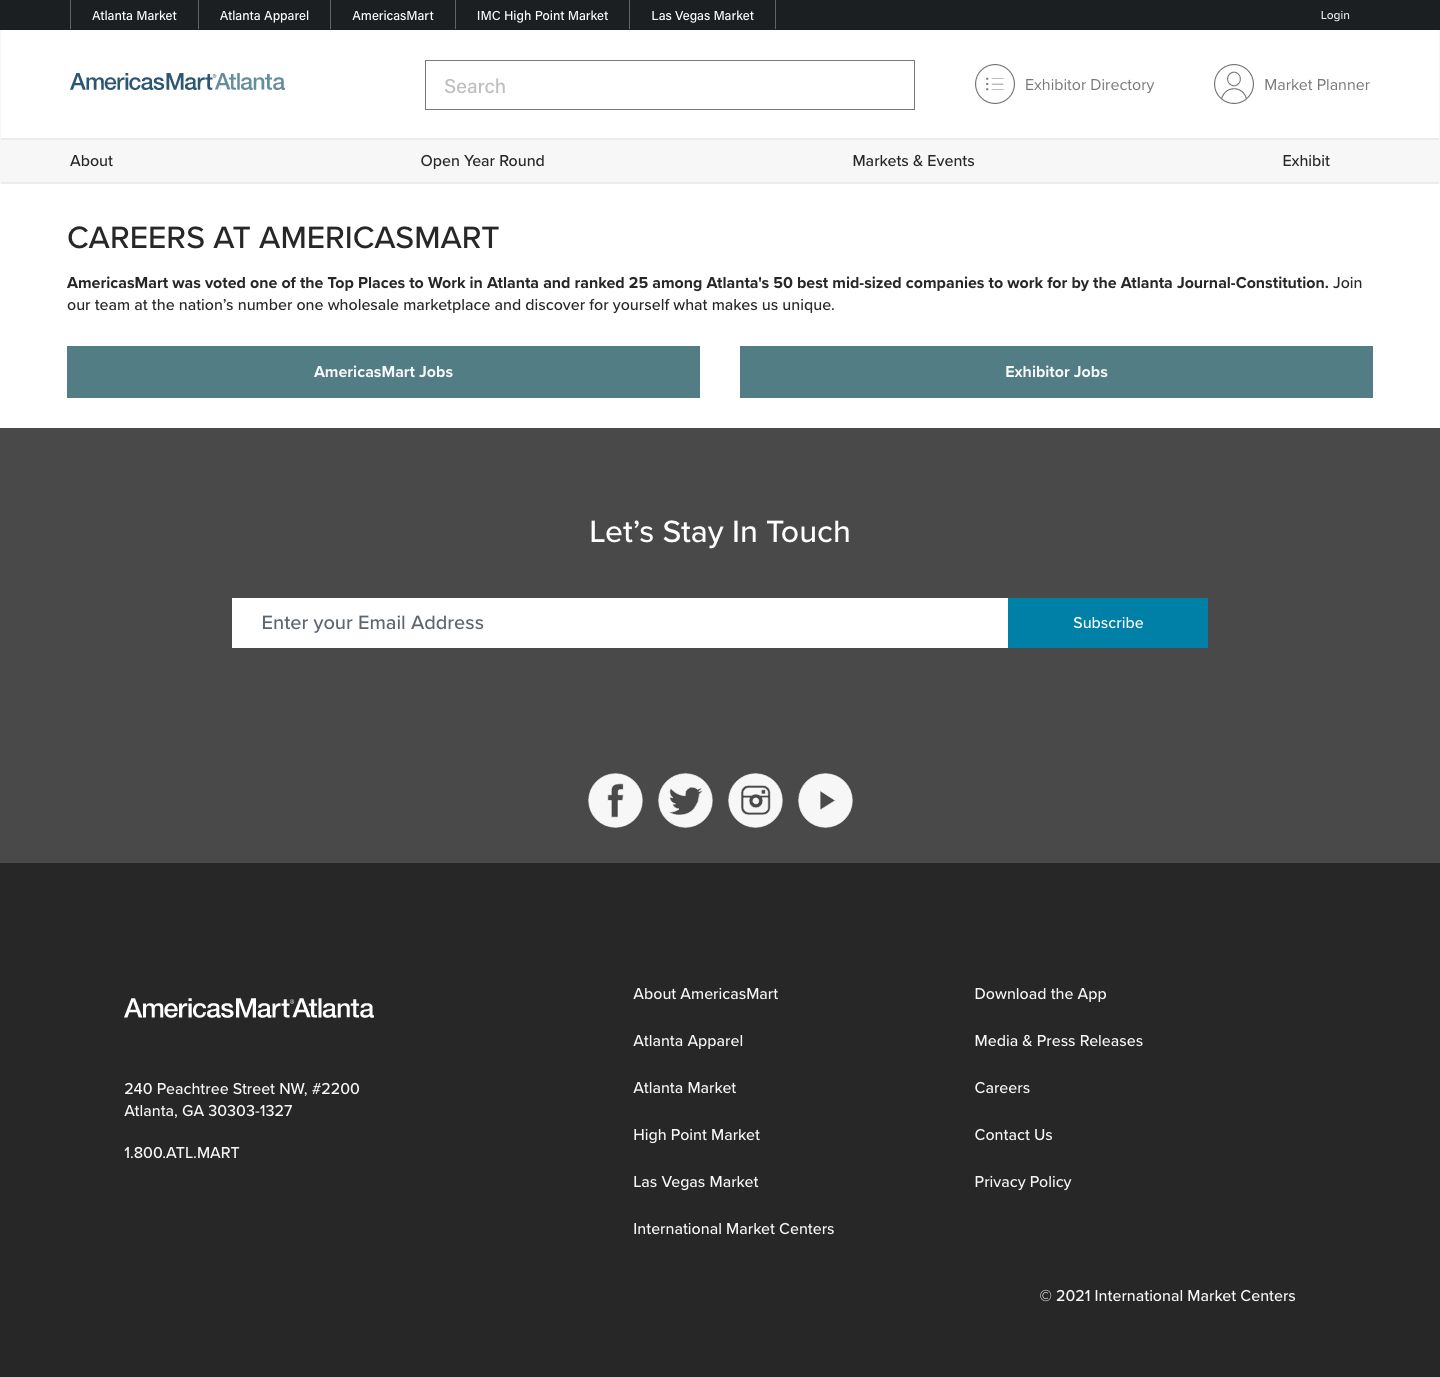 Atlanta Market
Atlanta Apparel
AmericasMart
IMC High Point Market
Las Vegas Market
Login
AmericasMart®Atlanta
Search
Exhibitor Directory
Market Planner
About
Open Year Round
Markets & Events
Exhibit
CAREERS AT AMERICASMART
AmericasMart was voted one of the Top Places to Work in Atlanta and ranked 25 among Atlanta's 50 best mid-sized companies to work for by the Atlanta Journal-Constitution. Join
our team at the nation’s number one wholesale marketplace and discover for yourself what makes us unique.
AmericasMart Jobs
Exhibitor Jobs
Let’s Stay In Touch
Enter your Email Address
Subscribe
AmericasMart®Atlanta
240 Peachtree Street NW, #2200
Atlanta, GA 30303-1327
1.800.ATL.MART
About AmericasMart
Atlanta Apparel
Atlanta Market
High Point Market
Las Vegas Market
International Market Centers
Download the App
Media & Press Releases
Careers
Contact Us
Privacy Policy
© 2021 International Market Centers